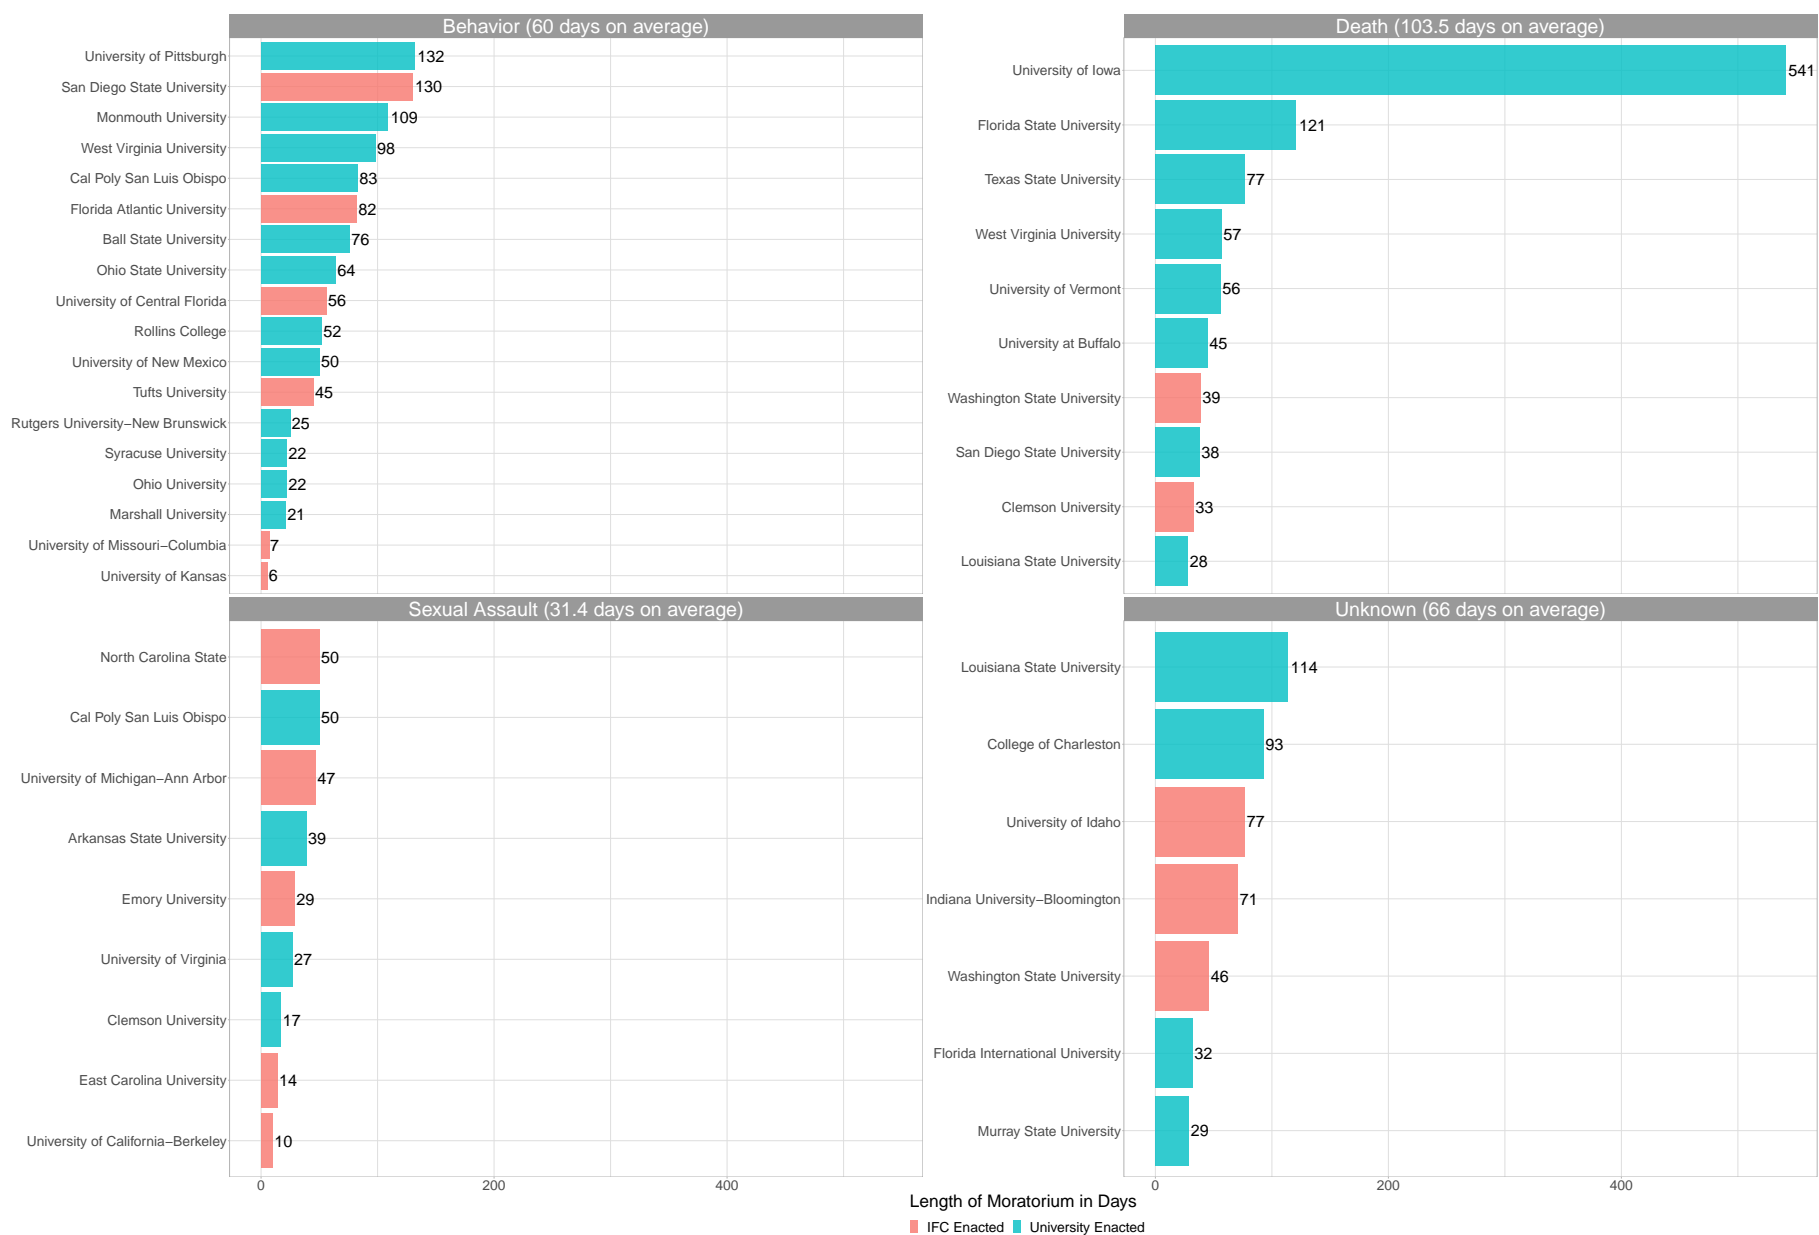 Behavior (60 days on average)
University of Pittsburgh 132
San Diego State University 130
Monmouth University 109
West Virginia University 98
Cal Poly San Luis Obispo 83
Florida Atlantic University 82
Ball State University 76
Ohio State University 64
University of Central Florida 56
Rollins College 52
University of New Mexico 50
Tufts University 45
Rutgers University−New Brunswick 25
Syracuse University 22
Ohio University 22
Marshall University 21
University of Missouri−Columbia 7
University of Kansas 6
Death (103.5 days on average)
University of Iowa 541
Florida State University 121
Texas State University 77
West Virginia University 57
University of Vermont 56
University at Buffalo 45
Washington State University 39
San Diego State University 38
Clemson University 33
Louisiana State University 28
Sexual Assault (31.4 days on average)
North Carolina State 50
Cal Poly San Luis Obispo 50
University of Michigan−Ann Arbor 47
Arkansas State University 39
Emory University 29
University of Virginia 27
Clemson University 17
East Carolina University 14
University of California−Berkeley 10
0 200 400
Unknown (66 days on average)
Louisiana State University 114
College of Charleston 93
University of Idaho 77
Indiana University−Bloomington 71
Washington State University 46
Florida International University 32
Murray State University 29
0 200 400
Length of Moratorium in Days
IFC Enacted University Enacted